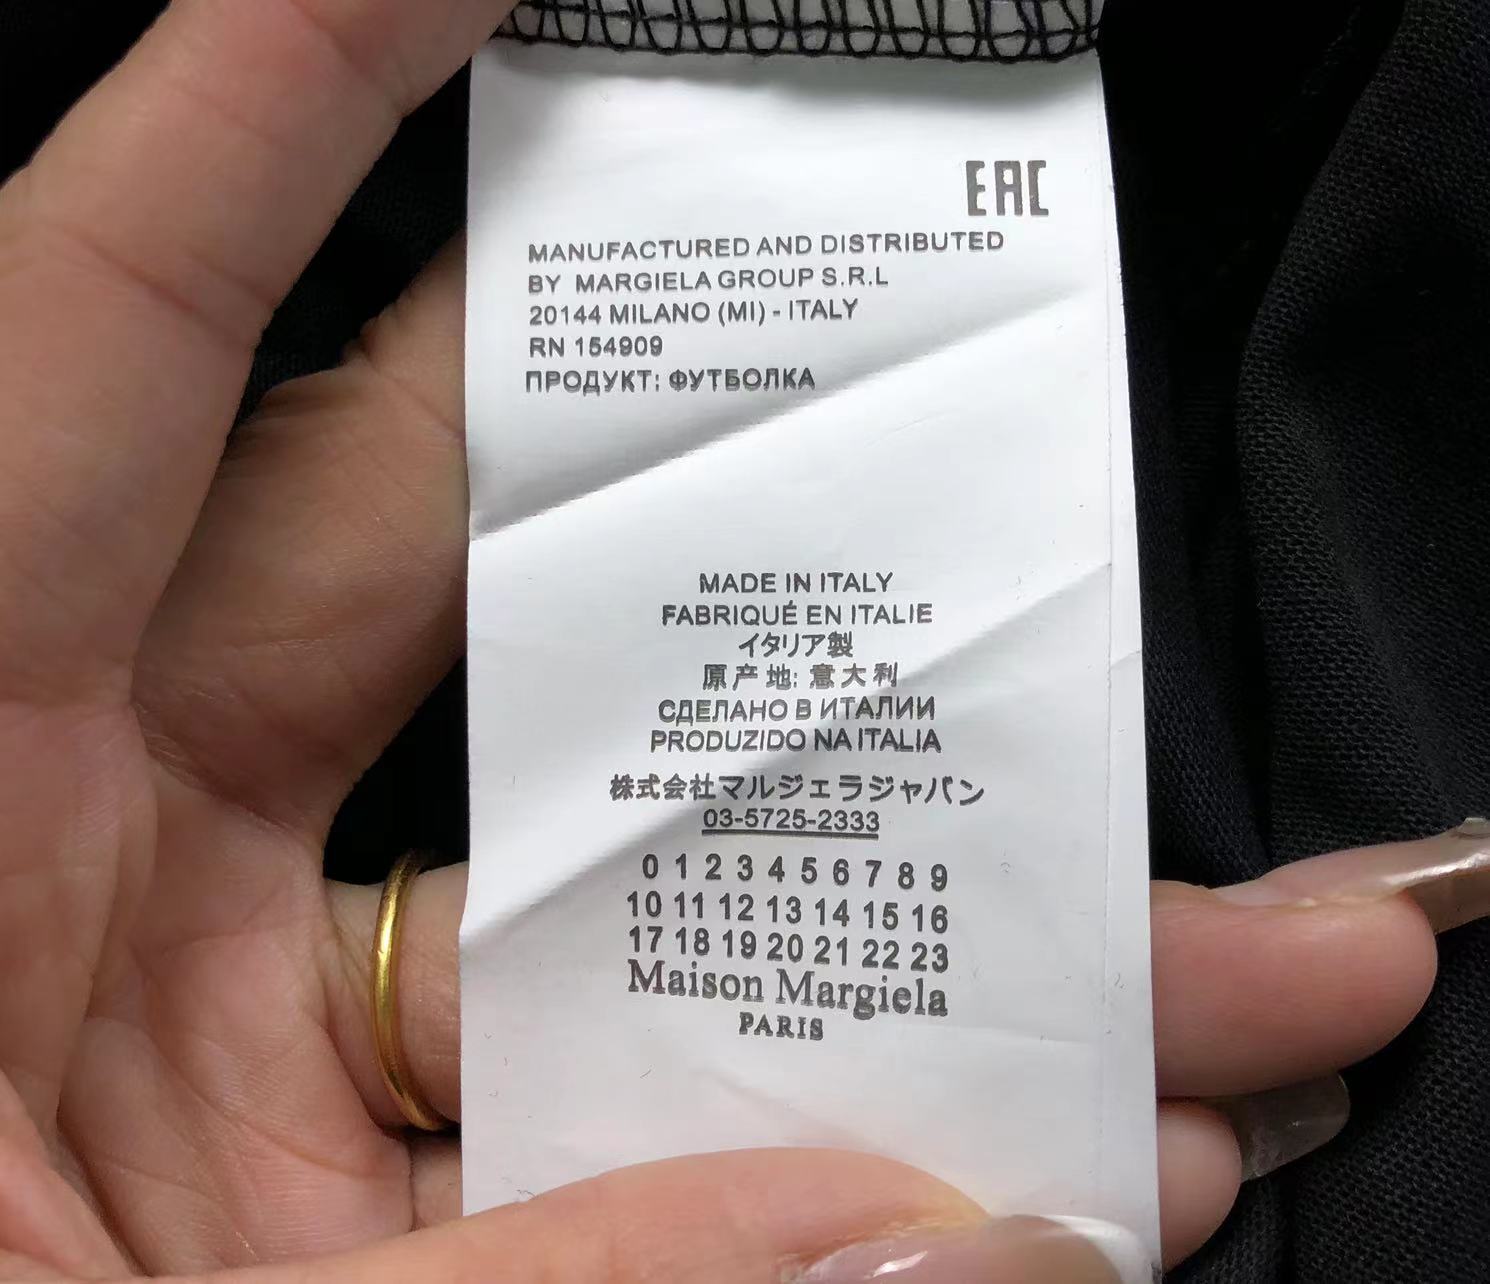 EAC
MANUFACTURED AND DISTRIBUTED
BY MARGIELA GROUP S.R.L
20144 MILANO (MI) - ITALY
RN 154909
ПРОДУКТ: ФУТБОЛКА
MADE IN ITALY
FABRIQUÉ EN ITALIE
イタリア製
原产地: 意大利
СДЕЛАНО В ИТАЛИИ
PRODUZIDO NA ITALIA
株式会社マルジェラジャパン
03-5725-2333
0 1 2 3 4 5 6 7 8 9
10 11 12 13 14 15 16
17 18 19 20 21 22 23
Maison Margiela
PARIS